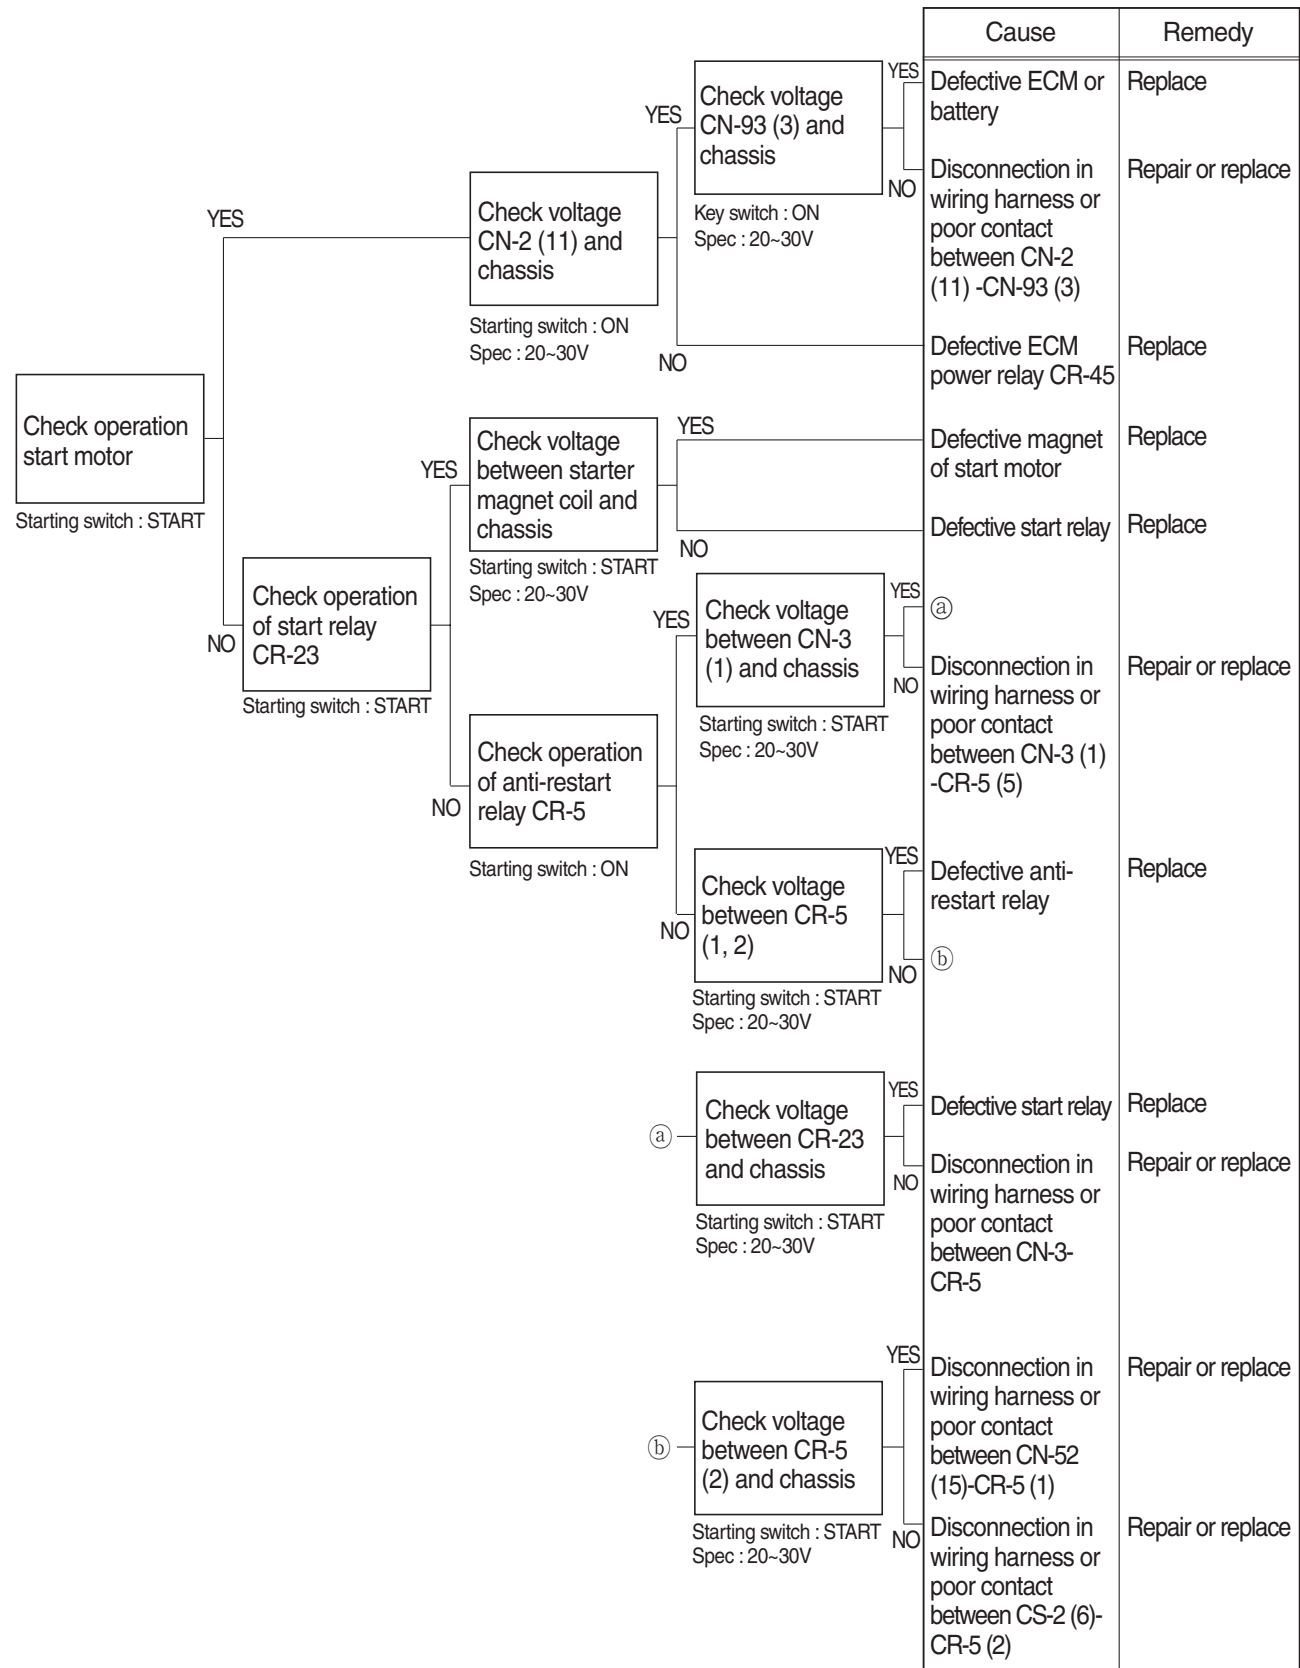 Cause
Remedy
YES
Defective ECM or
battery
Replace
YES
Check voltage
CN-93 (3) and
chassis
NO
Disconnection in
wiring harness or
poor contact
between CN-2
(11) -CN-93 (3)
Repair or replace
Key switch : ON
Spec : 20~30V
YES
Check voltage
CN-2 (11) and
chassis
Starting switch : ON
Spec : 20~30V
NO
Defective ECM
power relay CR-45
Replace
Check operation
start motor
Starting switch : START
YES
Check voltage
between starter
magnet coil and
chassis
Starting switch : START
Spec : 20~30V
YES
Defective magnet
of start motor
Replace
NO
Defective start relay
Replace
NO
Check operation
of start relay
CR-23
Starting switch : START
YES
Check voltage
between CN-3
(1) and chassis
Starting switch : START
Spec : 20~30V
YES
ⓐ
NO
Disconnection in
wiring harness or
poor contact
between CN-3 (1)
-CR-5 (5)
Repair or replace
NO
Check operation
of anti-restart
relay CR-5
Starting switch : ON
NO
Check voltage
between CR-5
(1, 2)
Starting switch : START
Spec : 20~30V
YES
Defective anti-
restart relay
Replace
NO
ⓑ
ⓐ
Check voltage
between CR-23
and chassis
Starting switch : START
Spec : 20~30V
YES
Defective start relay
Replace
NO
Disconnection in
wiring harness or
poor contact
between CN-3-
CR-5
Repair or replace
ⓑ
Check voltage
between CR-5
(2) and chassis
Starting switch : START
Spec : 20~30V
YES
Disconnection in
wiring harness or
poor contact
between CN-52
(15)-CR-5 (1)
Repair or replace
NO
Disconnection in
wiring harness or
poor contact
between CS-2 (6)-
CR-5 (2)
Repair or replace